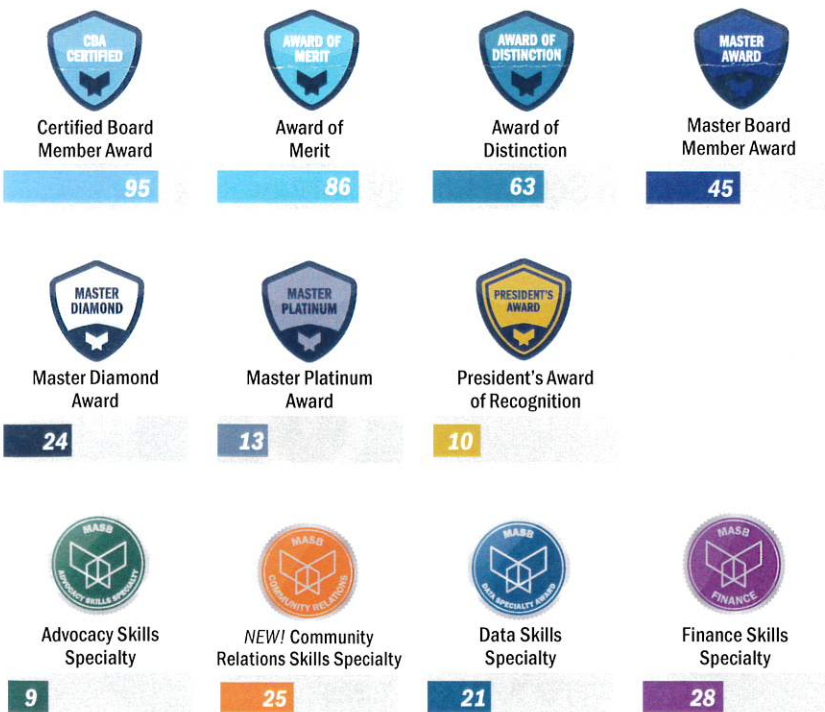 CBA
CERTIFIED
AWARD OF
MERIT
AWARD OF
DISTINCTION
MASTER
AWARD
Certified Board
Member Award
Award of
Merit
Award of
Distinction
Master Board
Member Award
95
86
63
45
MASTER
DIAMOND
MASTER
PLATINUM
PRESIDENT'S
AWARD
Master Diamond
Award
Master Platinum
Award
President's Award
of Recognition
24
13
10
MASB
ADVOCACY SKILLS SPECIALTY
MASB
COMMUNITY RELATIONS
MASB
DATA SPECIALTY AWARD
MASB
FINANCE
Advocacy Skills
Specialty
NEW! Community
Relations Skills Specialty
Data Skills
Specialty
Finance Skills
Specialty
9
25
21
28